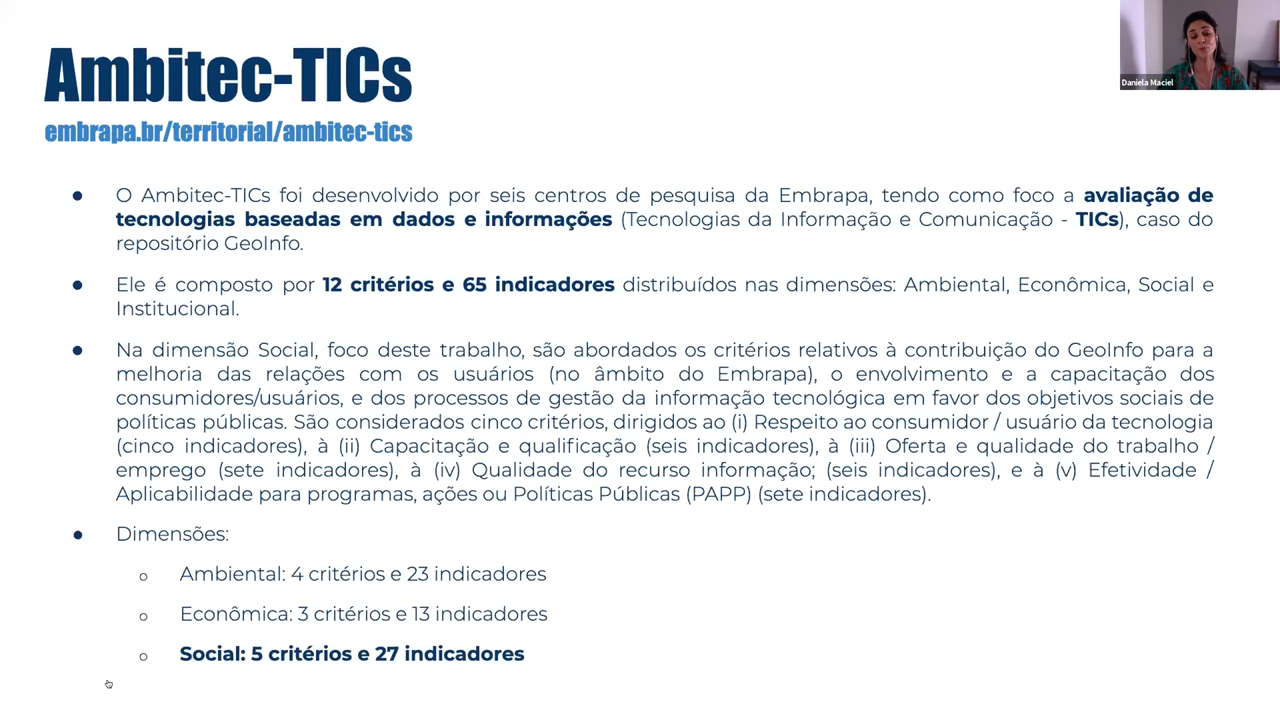 Ambitec-TICs
embrapa.br/territorial/ambitec-tics
Daniela Maciel
● O Ambitec-TICs foi desenvolvido por seis centros de pesquisa da Embrapa, tendo como foco a avaliação de
tecnologias baseadas em dados e informações (Tecnologias da Informação e Comunicação - TICs), caso do
repositório GeoInfo.
● Ele é composto por 12 critérios e 65 indicadores distribuídos nas dimensões: Ambiental, Econômica, Social e
Institucional.
● Na dimensão Social, foco deste trabalho, são abordados os critérios relativos à contribuição do GeoInfo para a
melhoria das relações com os usuários (no âmbito do Embrapa), o envolvimento e a capacitação dos
consumidores/usuários, e dos processos de gestão da informação tecnológica em favor dos objetivos sociais de
políticas públicas. São considerados cinco critérios, dirigidos ao (i) Respeito ao consumidor / usuário da tecnologia
(cinco indicadores), à (ii) Capacitação e qualificação (seis indicadores), à (iii) Oferta e qualidade do trabalho /
emprego (sete indicadores), à (iv) Qualidade do recurso informação; (seis indicadores), e à (v) Efetividade /
Aplicabilidade para programas, ações ou Políticas Públicas (PAPP) (sete indicadores).
● Dimensões:
○ Ambiental: 4 critérios e 23 indicadores
○ Econômica: 3 critérios e 13 indicadores
○ Social: 5 critérios e 27 indicadores